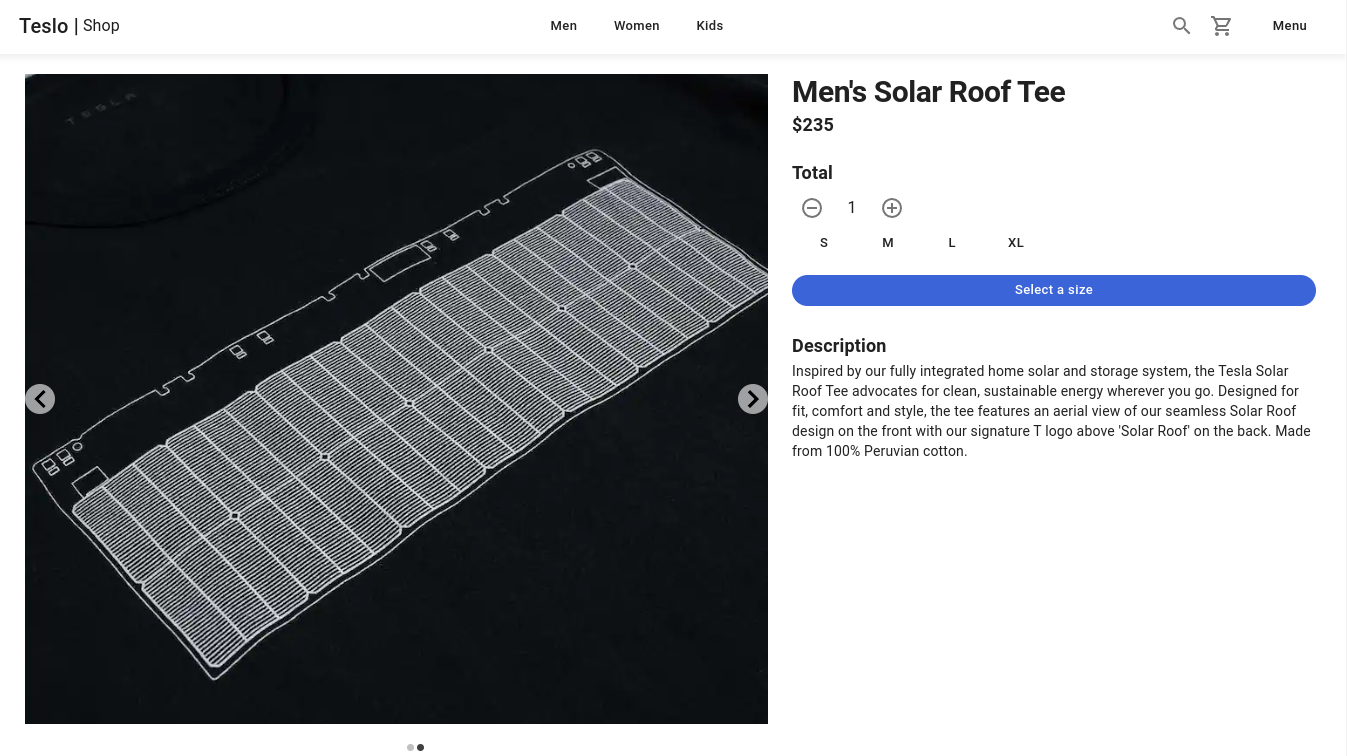 Teslo | Shop
Men Women Kids
Menu
TESLA
Men's Solar Roof Tee
$235
Total
1
S M L XL
Select a size
Description
Inspired by our fully integrated home solar and storage system, the Tesla Solar
Roof Tee advocates for clean, sustainable energy wherever you go. Designed for
fit, comfort and style, the tee features an aerial view of our seamless Solar Roof
design on the front with our signature T logo above 'Solar Roof' on the back. Made
from 100% Peruvian cotton.